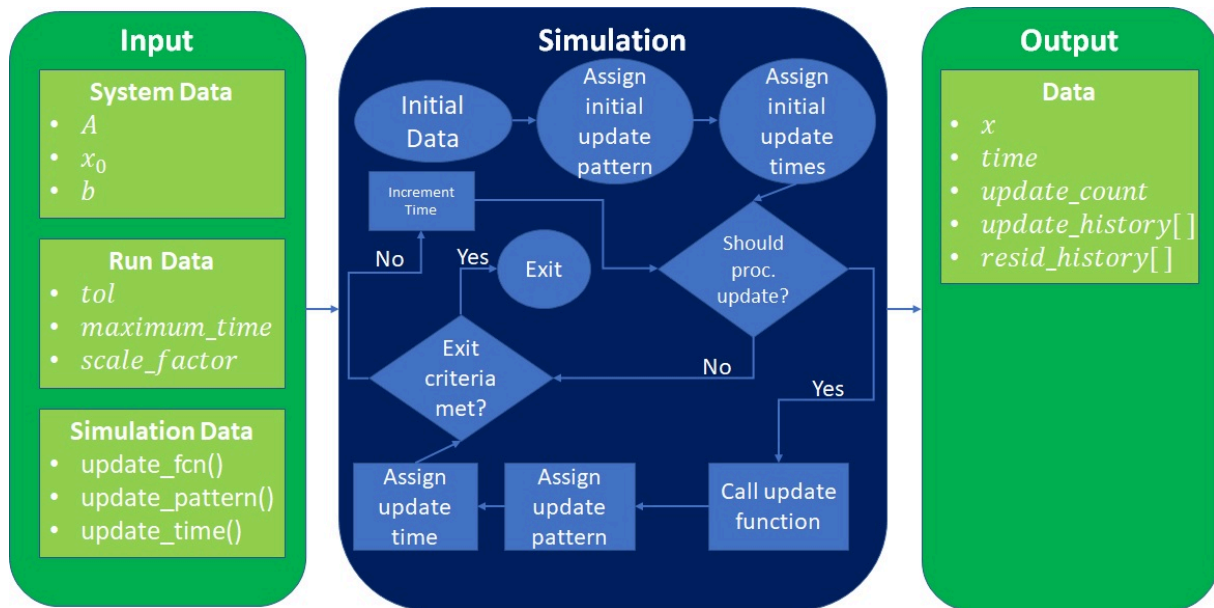 Input
System Data
• A
• x₀
• b
Run Data
• tol
• maximum_time
• scale_factor
Simulation Data
• update_fcn()
• update_pattern()
• update_time()
Simulation
Initial
Data
Assign
initial
update
pattern
Assign
initial
update
times
Increment
Time
Should
proc.
update?
No
Yes
Exit
Exit
criteria
met?
No
Yes
Assign
update
time
Assign
update
pattern
Call update
function
Output
Data
• x
• time
• update_count
• update_history[ ]
• resid_history[ ]